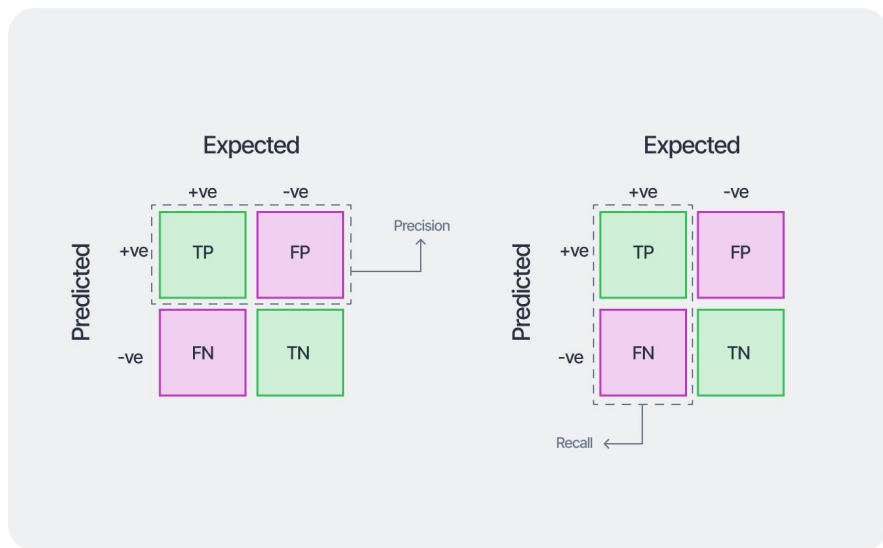 Expected
+ve -ve
Precision
Predicted
+ve TP FP
-ve FN TN
Expected
+ve -ve
Predicted
+ve TP FP
-ve FN TN
Recall